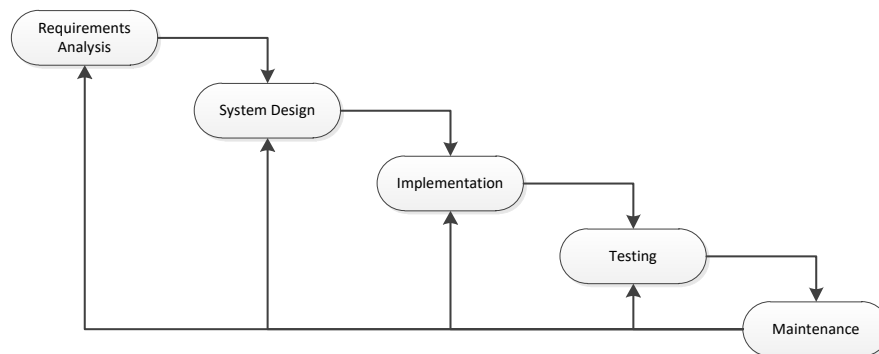 Requirements
Analysis
System Design
Implementation
Testing
Maintenance